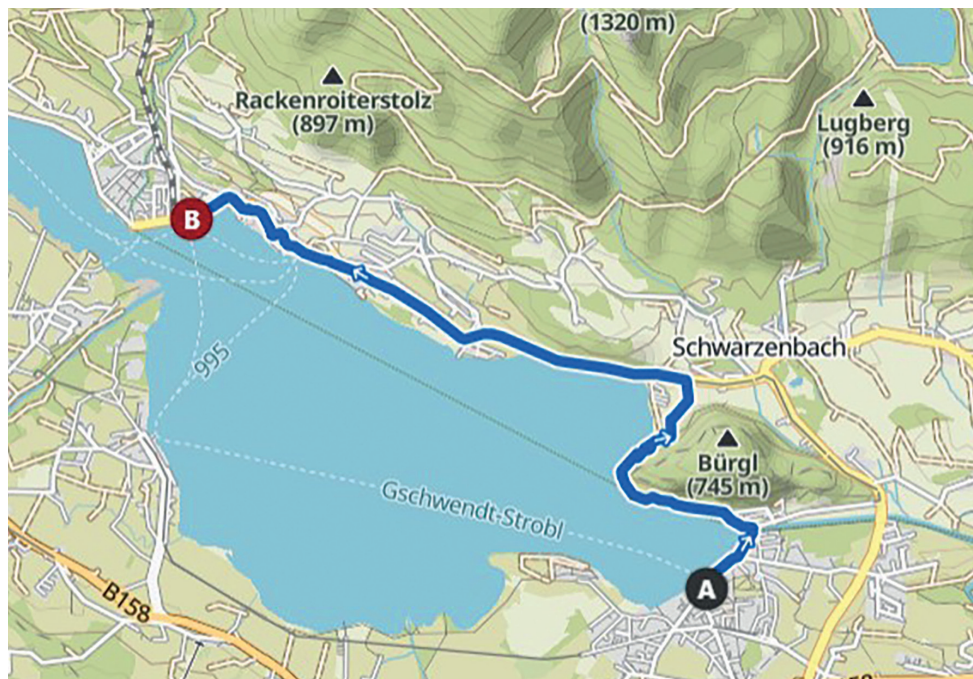 (1320 m)
Rackenroiterstolz
(897 m)
Lugberg
(916 m)
B
Schwarzenbach
995
Bürgl
(745 m)
Gschwendt-Strobl
A
B158